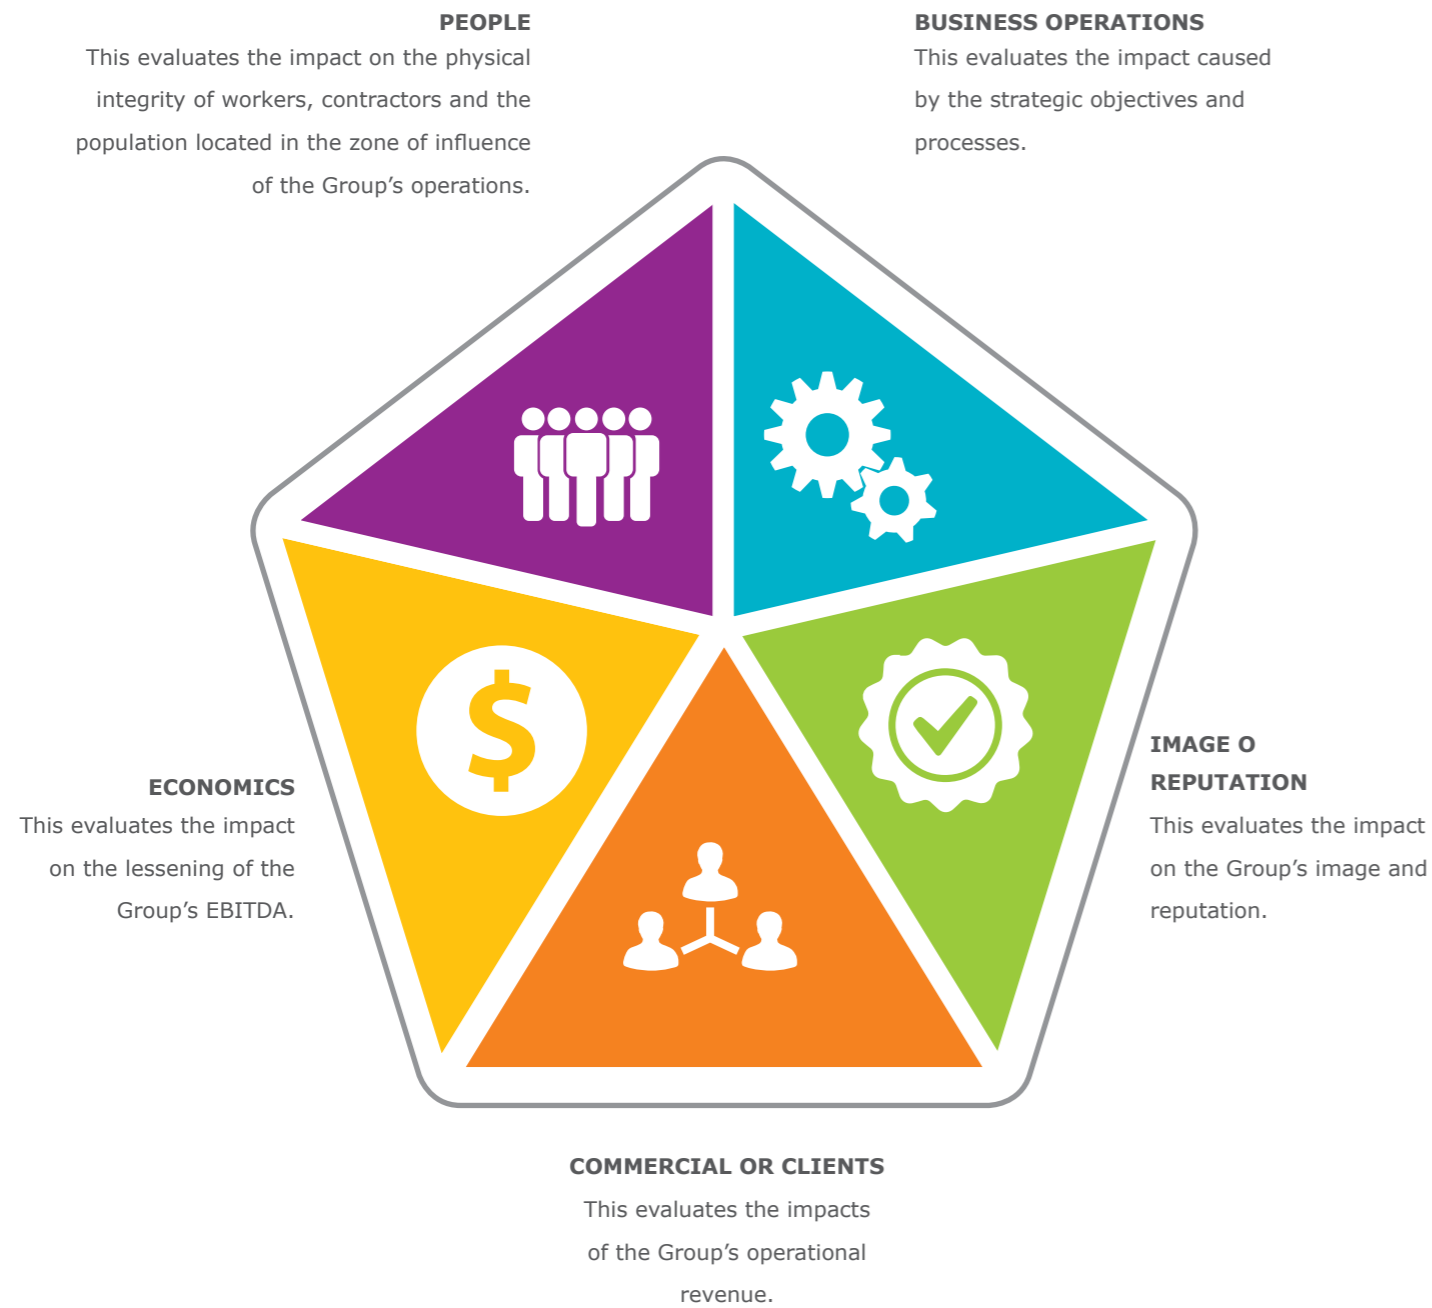 PEOPLE
This evaluates the impact on the physical
integrity of workers, contractors and the
population located in the zone of influence
of the Group’s operations.
BUSINESS OPERATIONS
This evaluates the impact caused
by the strategic objectives and
processes.
$
ECONOMICS
This evaluates the impact
on the lessening of the
Group’s EBITDA.
IMAGE O
REPUTATION
This evaluates the impact
on the Group’s image and
reputation.
COMMERCIAL OR CLIENTS
This evaluates the impacts
of the Group’s operational
revenue.